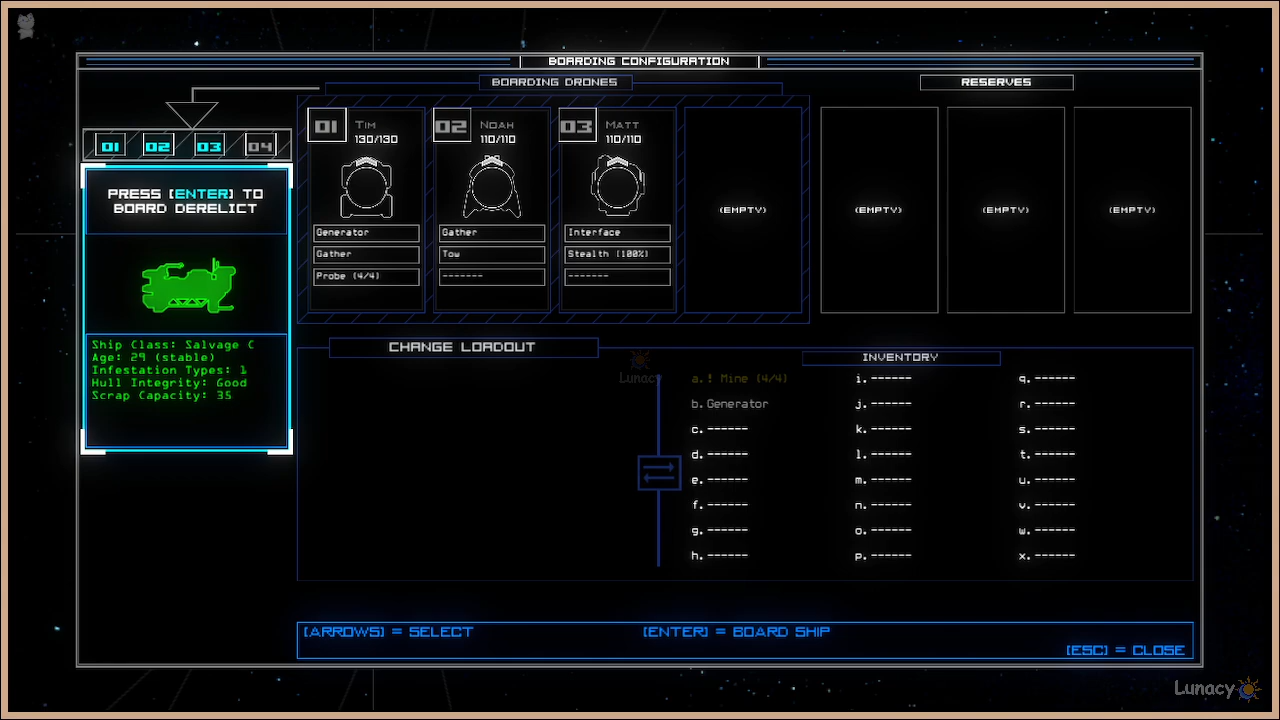 BOARDING CONFIGURATION
BOARDING DRONES
RESERVES
01 02 03 04
PRESS [ENTER] TO
BOARD DERELICT
Ship Class: Salvage C
Age: 29 (stable)
Infestation Types: 1
Hull Integrity: Good
Scrap Capacity: 35
01 Tim
130/130
Generator
Gather
Probe (4/4)
02 Noah
110/110
Gather
Tow
-------
03 Matt
110/110
Interface
Stealth (100%)
-------
(EMPTY)
(EMPTY)
(EMPTY)
(EMPTY)
CHANGE LOADOUT
Lunacy
INVENTORY
a.! Mine (4/4)
b.Generator
c.------
d.------
e.------
f.------
g.------
h.------
i.------
j.------
k.------
l.------
m.------
n.------
o.------
p.------
q.------
r.------
s.------
t.------
u.------
v.------
w.------
x.------
[ARROWS] = SELECT
[ENTER] = BOARD SHIP
[ESC] = CLOSE
Lunacy